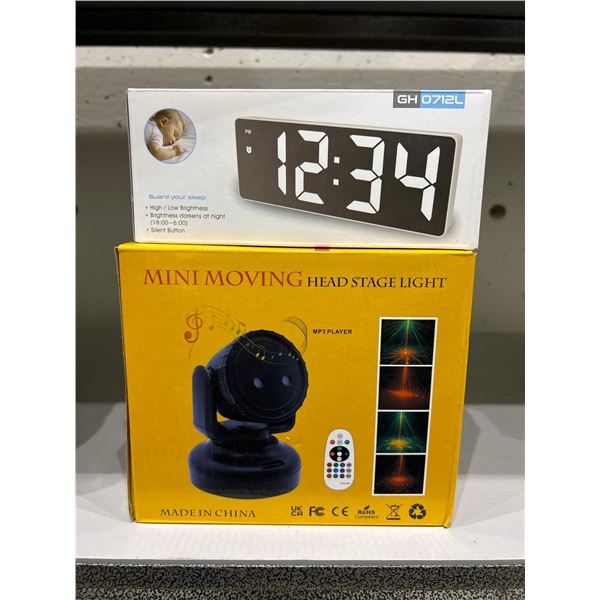 GH 0712L
PM
12:34
Guard your sleep
• High / Low Brightness
• Brightness darkens at night
(18:00~6:00)
• Silent Button
MINI MOVING HEAD STAGE LIGHT
MP3 PLAYER
MADE IN CHINA
UK
CA FC CE RoHS
Compliant